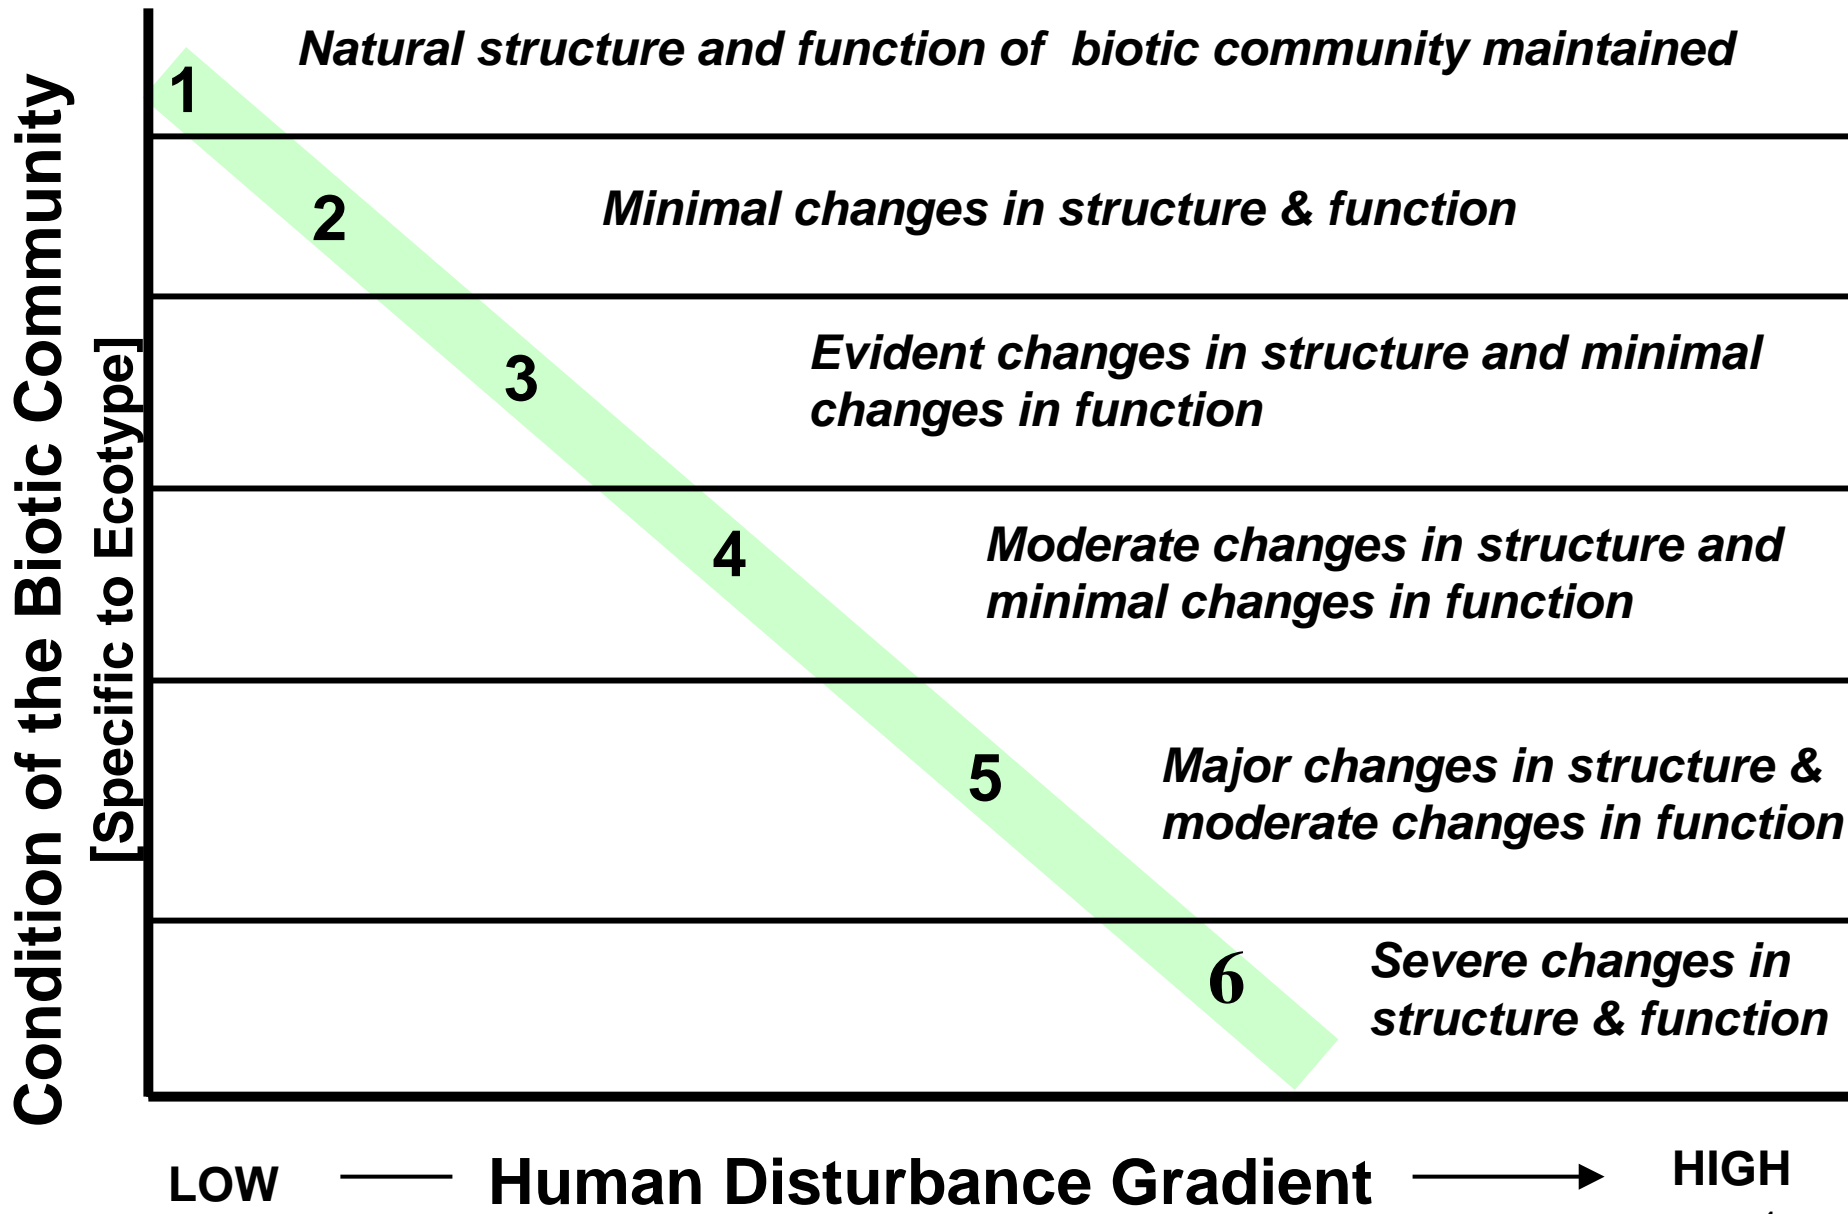 Condition of the Biotic Community
[Specific to Ecotype]
1
Natural structure and function of biotic community maintained
2
Minimal changes in structure & function
3
Evident changes in structure and minimal
changes in function
4
Moderate changes in structure and
minimal changes in function
5
Major changes in structure &
moderate changes in function
6
Severe changes in
structure & function
LOW
Human Disturbance Gradient
HIGH